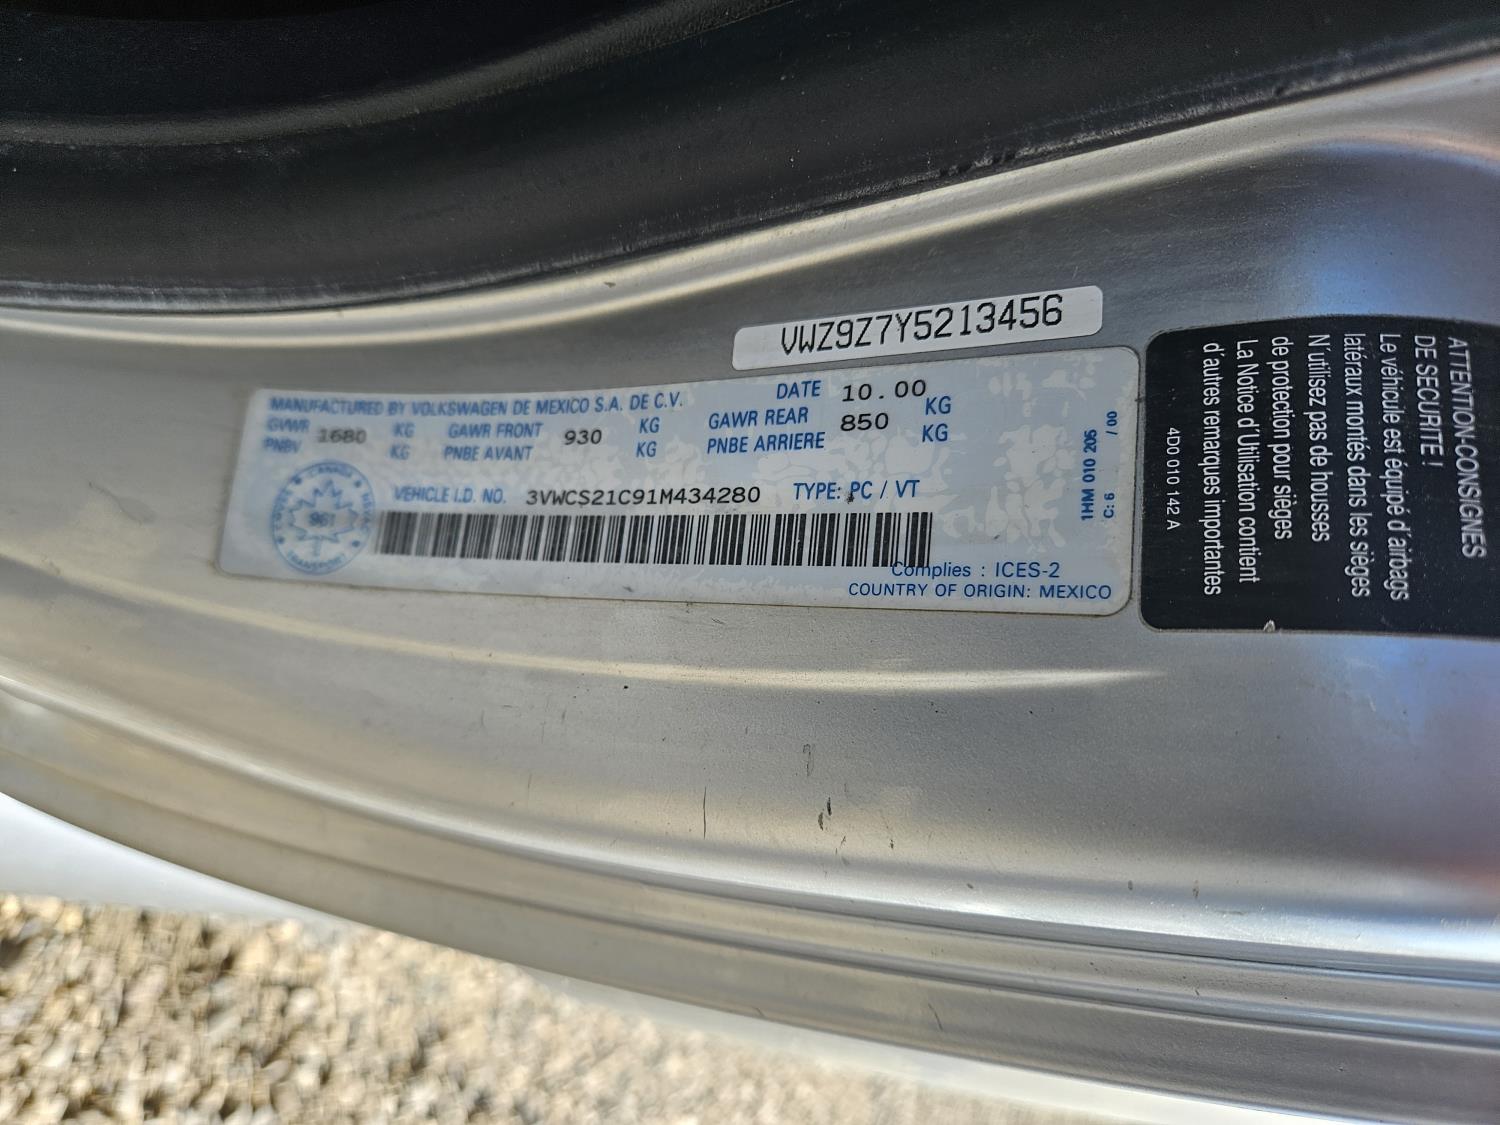 VWZ9Z7Y5213456
MANUFACTURED BY VOLKSWAGEN DE MEXICO S.A. DE C.V. DATE 10.00
GVWR 1680 KG GAWR FRONT 930 KG GAWR REAR 850 KG
PNBV KG PNBE AVANT KG PNBE ARRIERE KG
CANADA
961
TRANSPORT
VEHICLE I.D. NO. 3VWCS21C91M434280 TYPE: PC / VT
Complies : ICES-2
COUNTRY OF ORIGIN: MEXICO
1HM 010 205 / 00
C: 6
ATTENTION-CONSIGNES
DE SECURITE !
Le véhicule est équipé d'airbags
latéraux montés dans les sièges
N'utilisez pas de housses
de protection pour sièges
La Notice d'Utilisation contient
d'autres remarques importantes
4D0 010 142 A